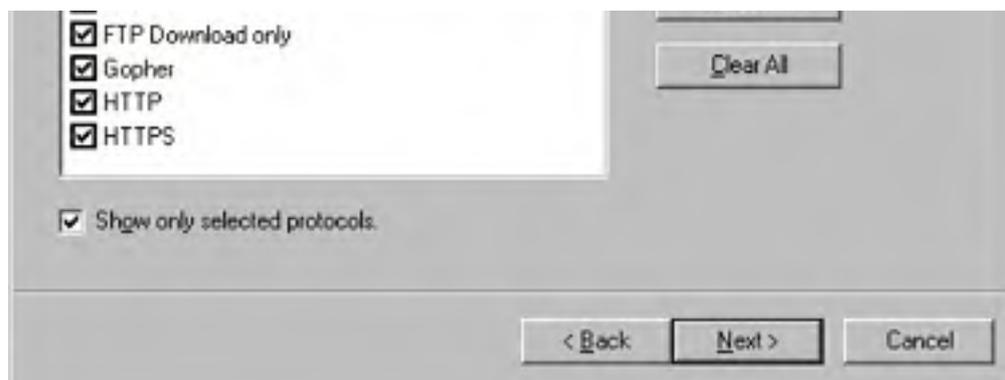 FTP Download only
Gopher
Clear All
HTTP
HTTPS
Show only selected protocols.
< Back
Next >
Cancel